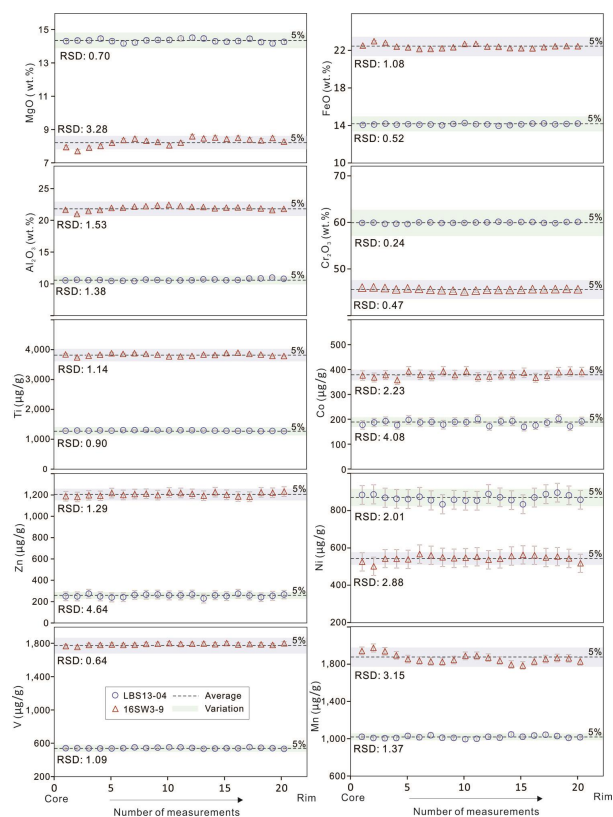 15
13
11
9
7
MgO (wt.%)
5%
RSD: 0.70
RSD: 3.28
5%
22
18
14
10
FeO (wt.%)
5%
RSD: 1.08
5%
RSD: 0.52
25
20
15
10
5
Al₂O₃ (wt.%)
5%
RSD: 1.53
5%
RSD: 1.38
70
60
50
Cr₂O₃ (wt.%)
5%
RSD: 0.24
5%
RSD: 0.47
4,000
3,000
2,000
1,000
0
Ti (μg/g)
5%
RSD: 1.14
5%
RSD: 0.90
500
400
300
200
100
0
Co (μg/g)
5%
RSD: 2.23
5%
RSD: 4.08
1,200
1,000
800
600
400
200
0
Zn (μg/g)
5%
RSD: 1.29
5%
RSD: 4.64
800
600
400
200
Ni (μg/g)
5%
RSD: 2.01
5%
RSD: 2.88
1,800
1,400
1,000
600
200
V (μg/g)
5%
RSD: 0.64
LBS13-04
Average
16SW3-9
Variation
5%
RSD: 1.09
1,800
1,400
1,000
600
Mn (μg/g)
5%
RSD: 3.15
5%
RSD: 1.37
0 5 10 15 20
Core Number of measurements Rim
0 5 10 15 20
Core Number of measurements Rim